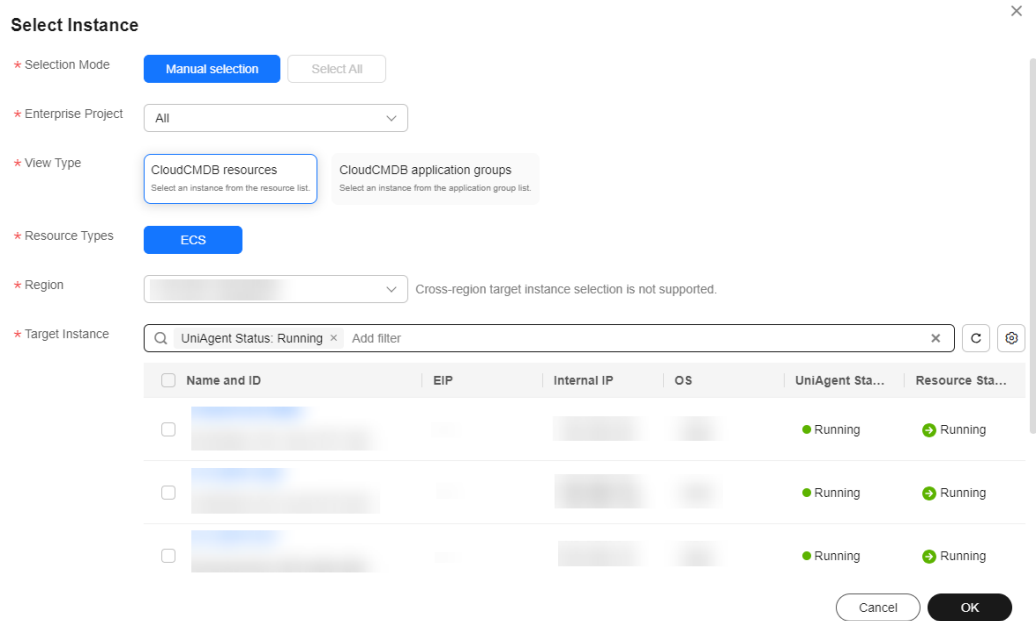 Select Instance
* Selection Mode
Manual selection
Select All
* Enterprise Project
All
* View Type
CloudCMDB resources
Select an instance from the resource list.
CloudCMDB application groups
Select an instance from the application group list.
* Resource Types
ECS
* Region
Cross-region target instance selection is not supported.
* Target Instance
UniAgent Status: Running ×
Add filter
Name and ID
EIP
Internal IP
OS
UniAgent Sta...
Resource Sta...
Running
Running
Running
Running
Running
Running
Cancel
OK